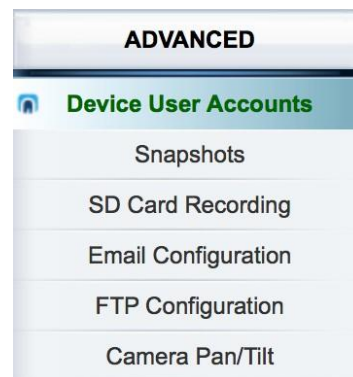 ADVANCED
Device User Accounts
Snapshots
SD Card Recording
Email Configuration
FTP Configuration
Camera Pan/Tilt